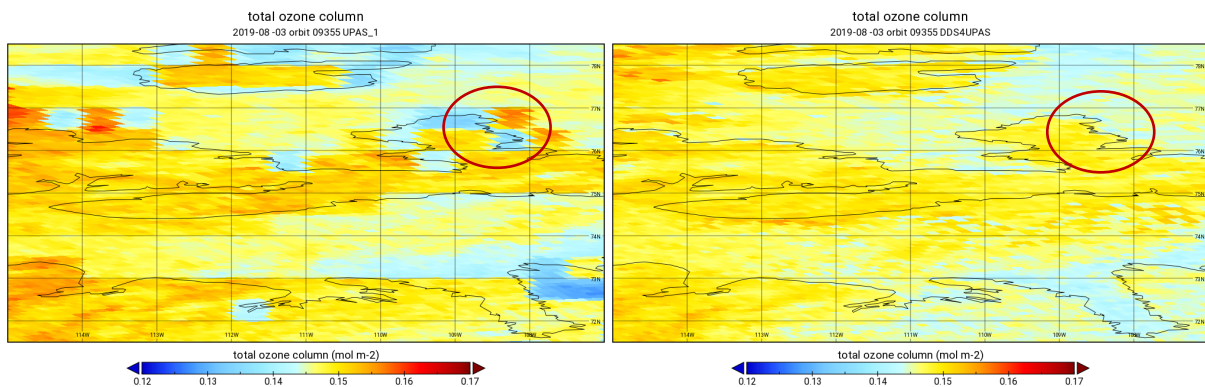 total ozone column
2019-08 -03 orbit 09355 UPAS_1
78N
77N
76N
75N
74N
73N
72N
114W 113W 112W 111W 110W 109W 108W
total ozone column (mol m-2)
0.12 0.13 0.14 0.15 0.16 0.17
total ozone column
2019-08 -03 orbit 09355 DDS4UPAS
78N
77N
76N
75N
74N
73N
72N
114W 113W 112W 111W 110W 109W 108W
total ozone column (mol m-2)
0.12 0.13 0.14 0.15 0.16 0.17